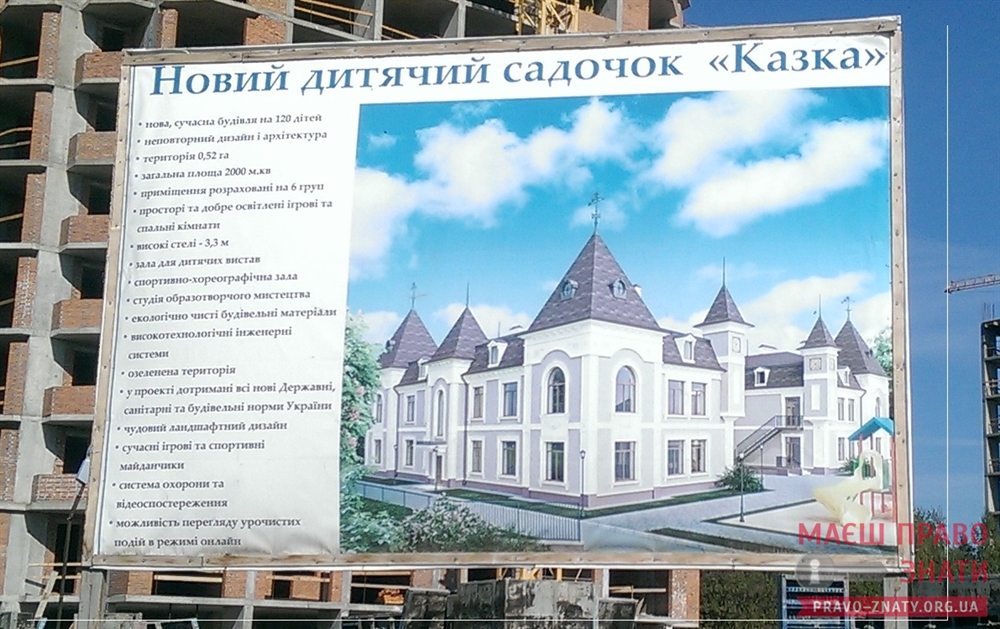 Новий дитячий садочок «Казка»
• нова, сучасна будівля на 120 дітей
• неповторний дизайн і архітектура
• територія 0,52 га
• загальна площа 2000 м.кв
• приміщення розраховані на 6 груп
• просторі та добре освітлені ігрові та
спальні кімнати
• високі стелі - 3,3 м
• зала для дитячих вистав
• спортивно-хореографічна зала
• студія образотворчого мистецтва
• екологічно чисті будівельні матеріали
• високотехнологічні інженерні
системи
• озеленена територія
• у проекті дотримані всі нові Державні,
санітарні та будівельні норми України
• чудовий ландшафтний дизайн
• сучасні ігрові та спортивні
майданчики
• система охорони та
відеоспостереження
• можливість перегляду урочистих
подій в режимі онлайн
МАЄШ ПРАВО
ЗНАТИ
PRAVO-ZNATY.ORG.UA